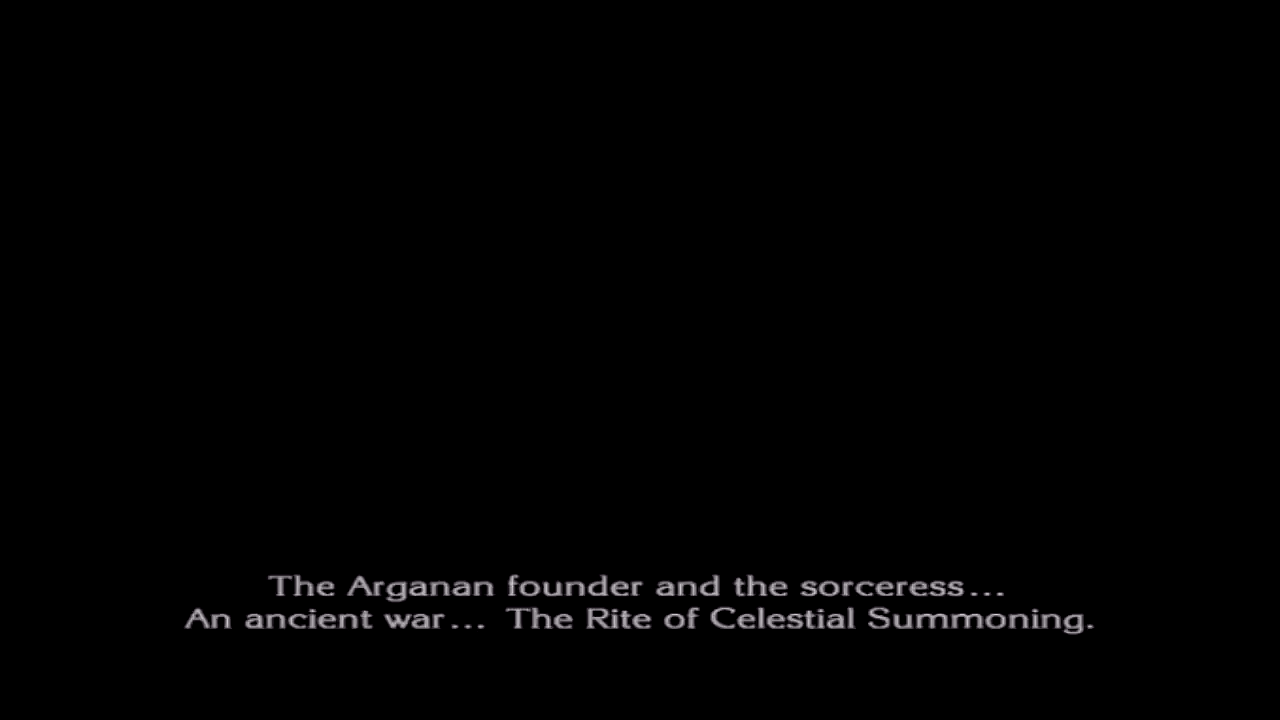 The Arganan founder and the sorceress...
An ancient war... The Rite of Celestial Summoning.